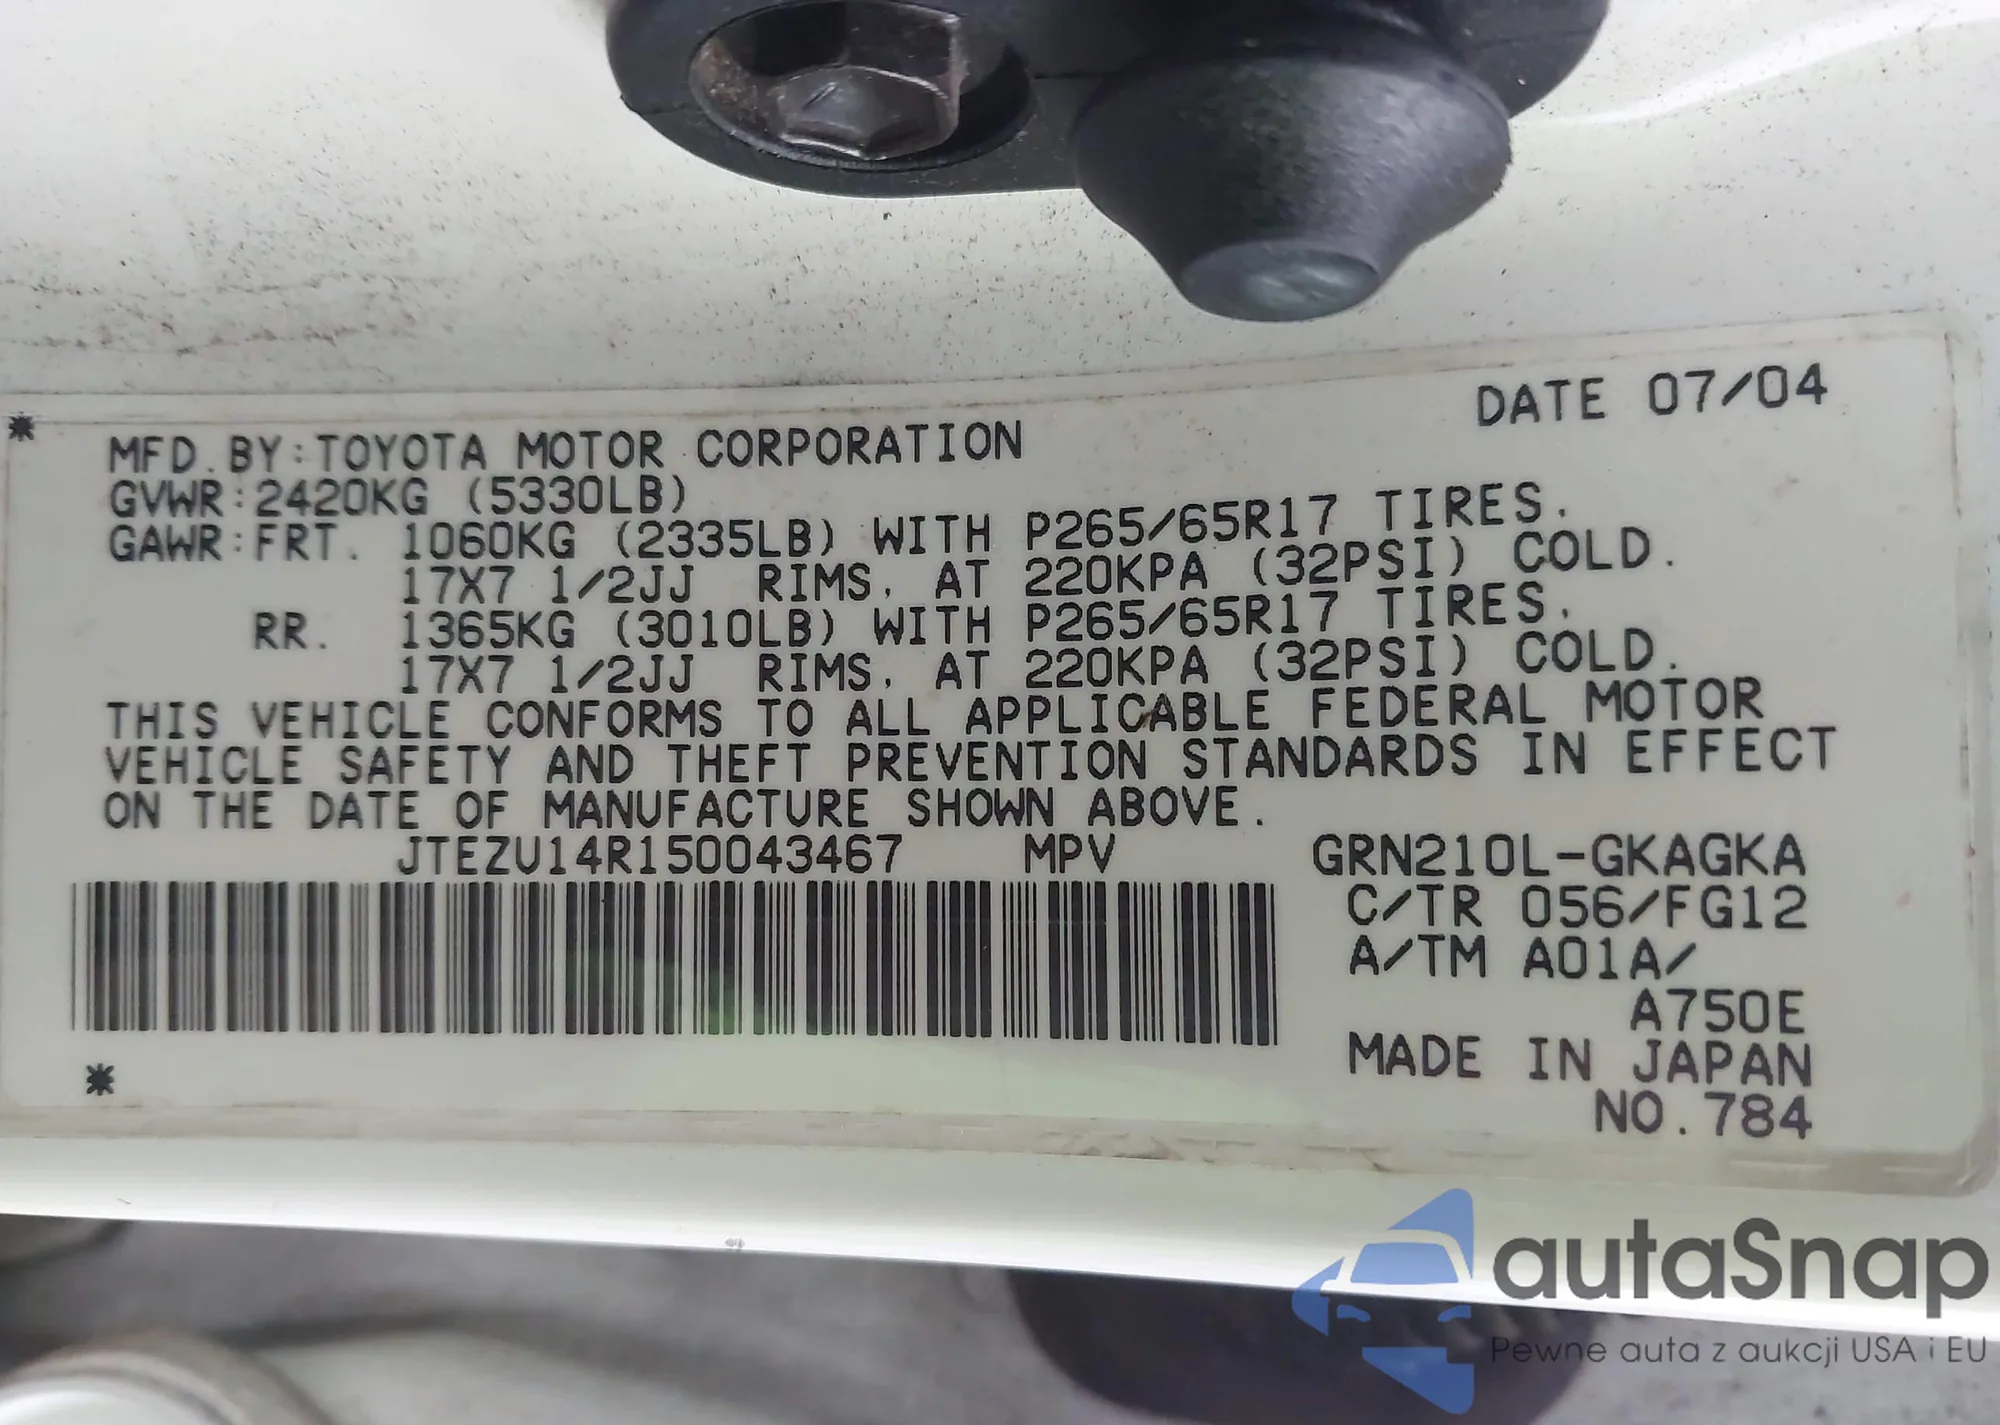 DATE 07/04
MFD.BY:TOYOTA MOTOR CORPORATION
GVWR:2420KG (5330LB)
GAWR:FRT. 1060KG (2335LB) WITH P265/65R17 TIRES.
17X7 1/2JJ RIMS. AT 220KPA (32PSI) COLD.
RR. 1365KG (3010LB) WITH P265/65R17 TIRES.
17X7 1/2JJ RIMS. AT 220KPA (32PSI) COLD.
THIS VEHICLE CONFORMS TO ALL APPLICABLE FEDERAL MOTOR
VEHICLE SAFETY AND THEFT PREVENTION STANDARDS IN EFFECT
ON THE DATE OF MANUFACTURE SHOWN ABOVE.
JTEZU14R150043467 MPV GRN210L-GKAGKA
C/TR 056/FG12
A/TM A01A/
A750E
MADE IN JAPAN
NO.784
autaSnap
Pewne auta z aukcji USA i EU